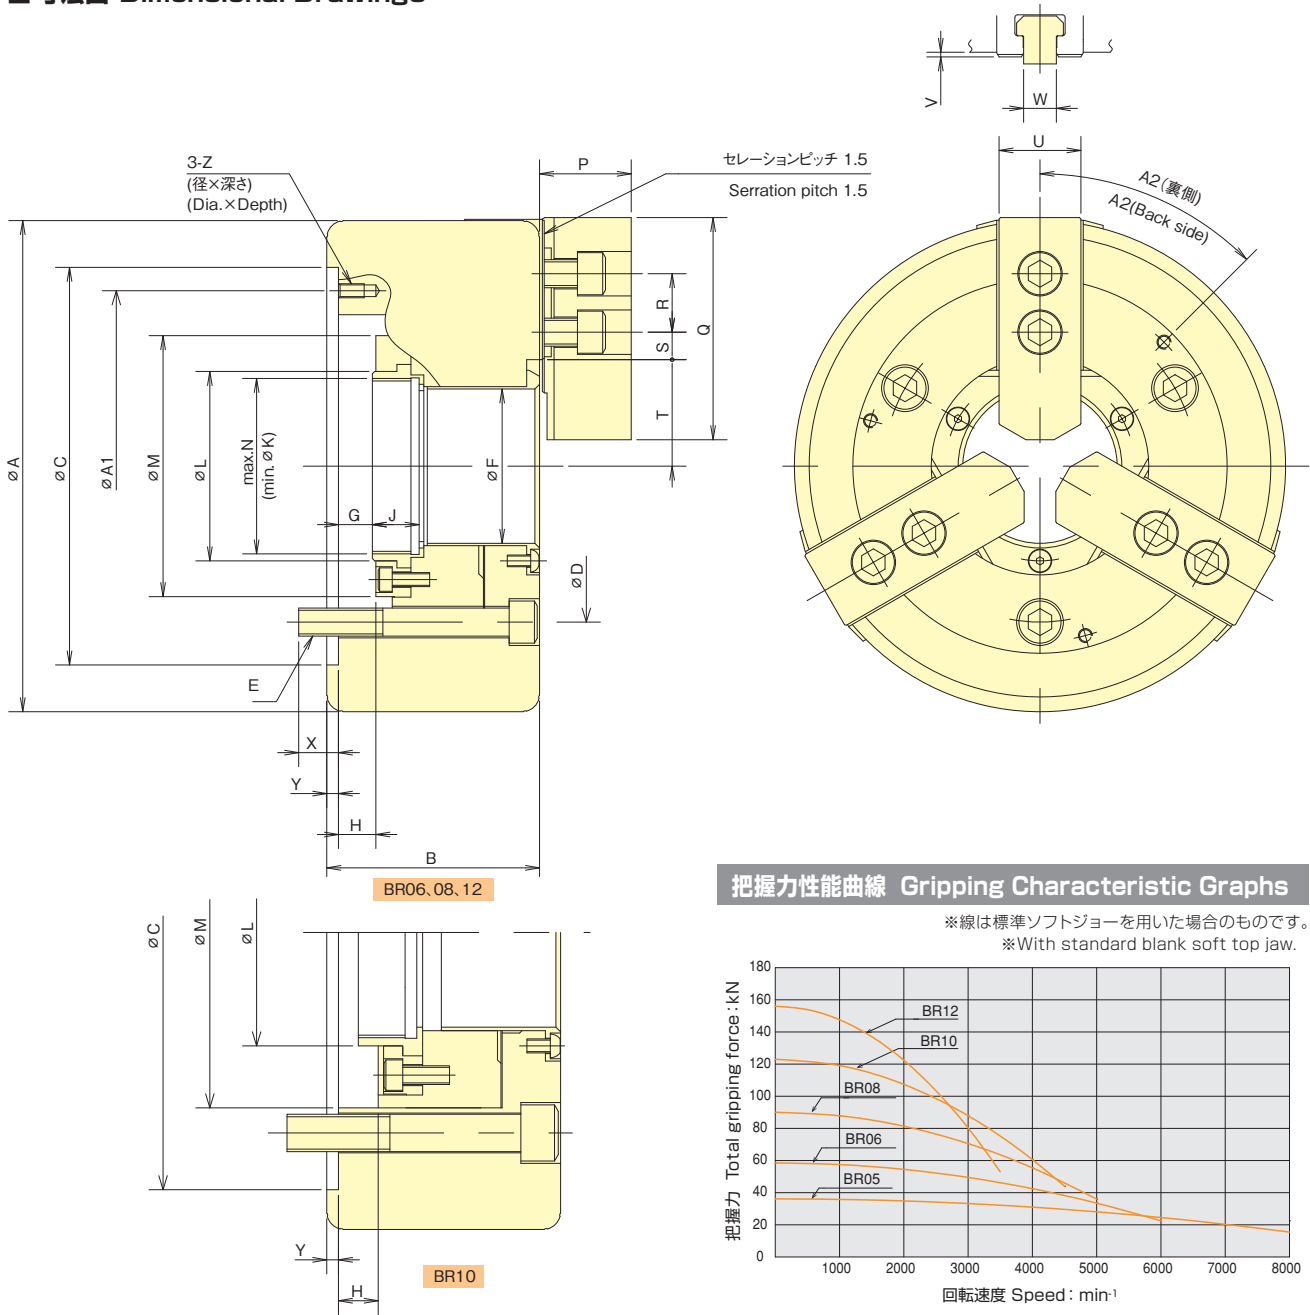 Dimensional Drawings
V
W
U
A2(裏側)
A2(Back side)
3-Z
(径×深さ)
(Dia.×Depth)
P
セレーションピッチ 1.5
Serration pitch 1.5
øA
øC
øA1
øM
øL
max.N
(min. øK)
G
J
øF
øD
R
S
Q
T
E
X
Y
H
B
BR06、08、12
øC
øM
øL
Y
H
BR10
把握力性能曲線 Gripping Characteristic Graphs
※線は標準ソフトジョーを用いた場合のものです。
※With standard blank soft top jaw.
把握力 Total gripping force：kN
180
160
140
120
100
80
60
40
20
0
BR12
BR10
BR08
BR06
BR05
1000 2000 3000 4000 5000 6000 7000 8000
回転速度 Speed：min-1